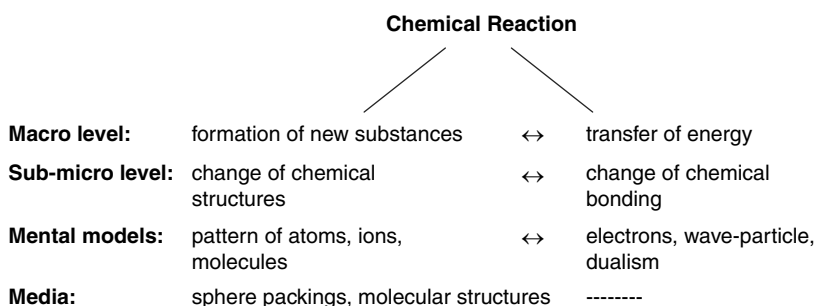 Chemical Reaction
Macro level: formation of new substances ↔ transfer of energy
Sub-micro level: change of chemical ↔ change of chemical
structures bonding
Mental models: pattern of atoms, ions, ↔ electrons, wave-particle,
molecules dualism
Media: sphere packings, molecular structures --------